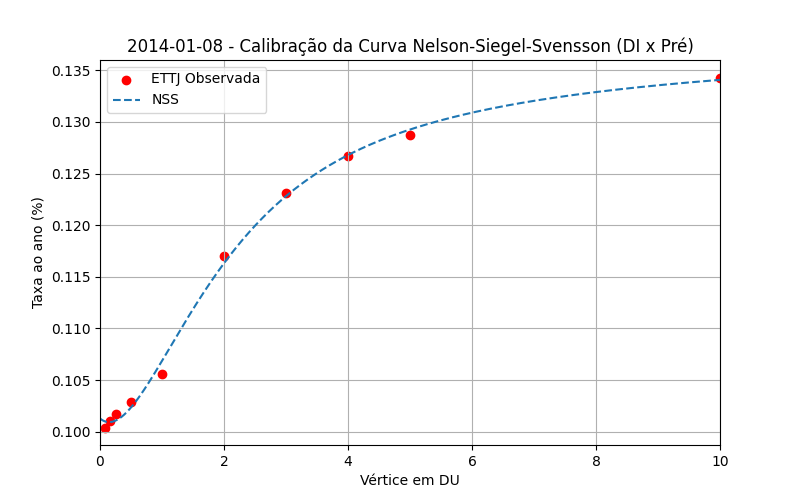 2014-01-08 - Calibração da Curva Nelson-Siegel-Svensson (DI x Pré)
ETTJ Observada
NSS
Taxa ao ano (%)
0.135
0.130
0.125
0.120
0.115
0.110
0.105
0.100
0 2 4 6 8 10
Vértice em DU